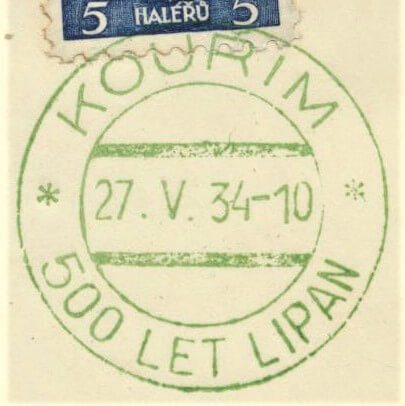 5 HALÉŘŮ 5
KOUŘIM
27. V. 34-10
500 LET LIPAN